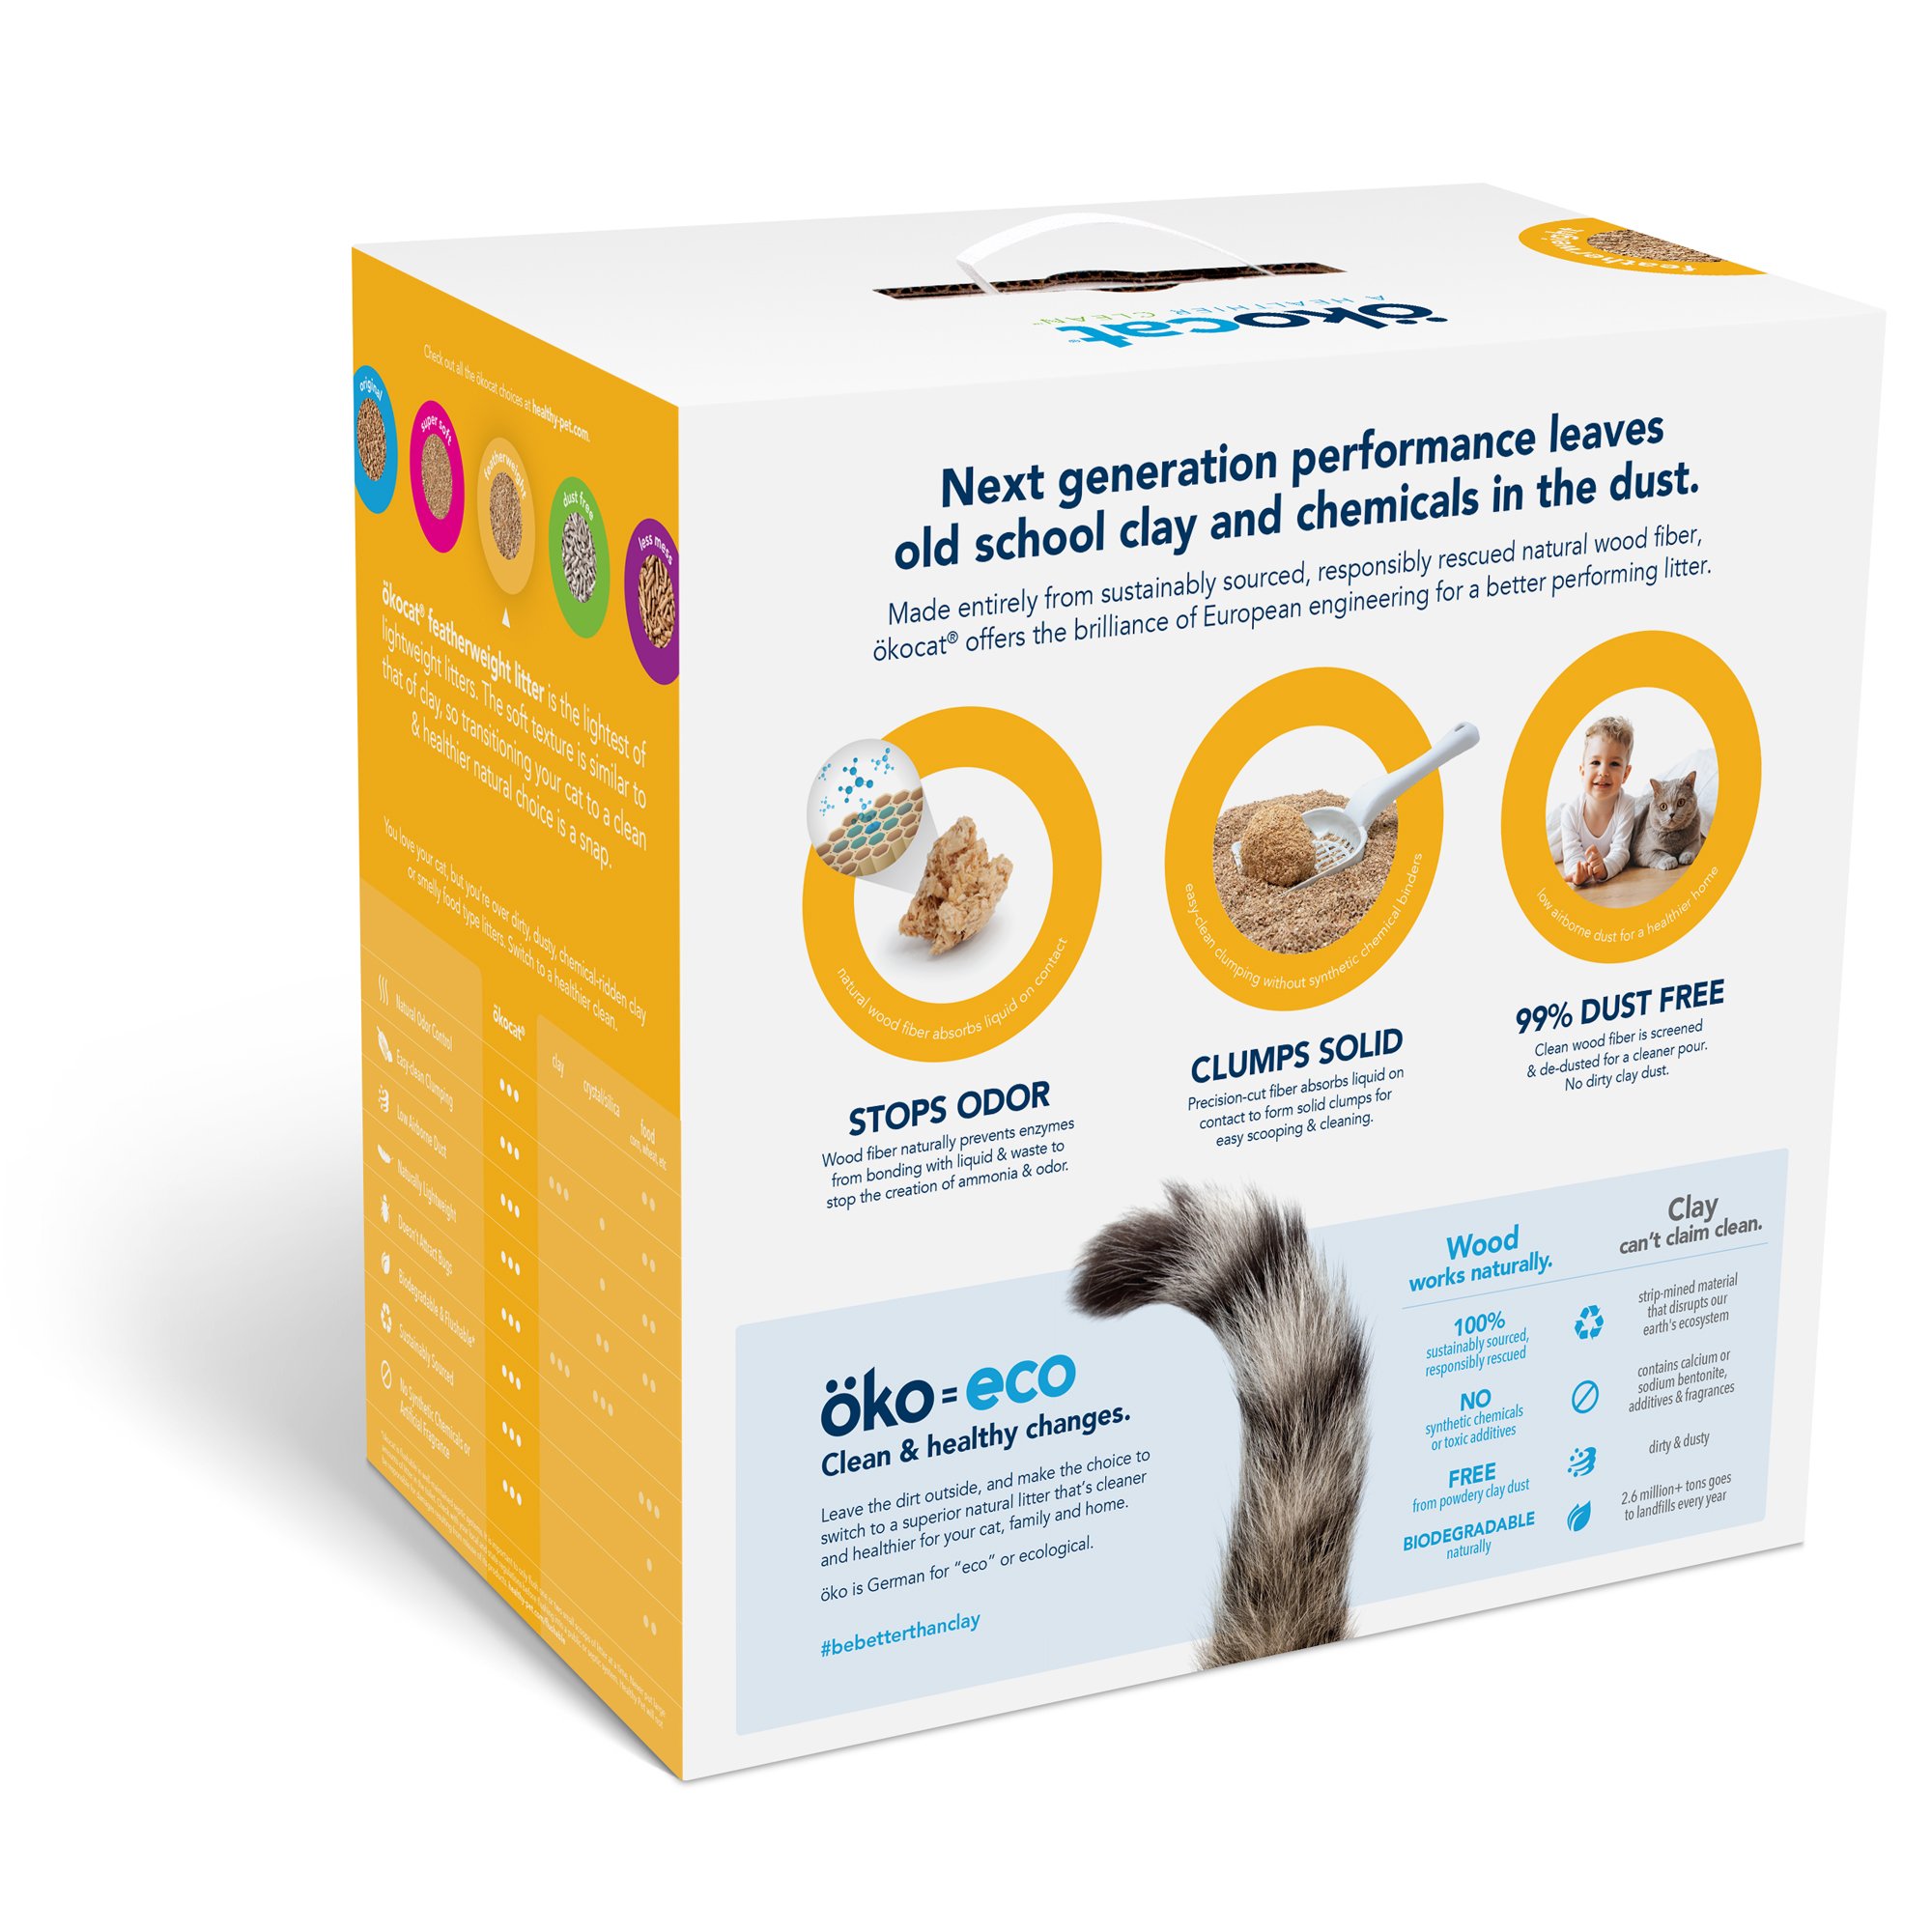 ökocat®
A HEALTHIER CLEAN™
featherweight
Check out all the ökocat choices at healthy-pet.com.
original
super soft
featherweight
dust free
less mess
ökocat® featherweight litter is the lightest of
lightweight litters. The soft texture is similar to
that of clay, so transitioning your cat to a clean
& healthier natural choice is a snap.
You love your cat, but you're over dirty, dusty, chemical-ridden clay
or smelly food type litters. Switch to a healthier clean.
ökocat®
clay
crystal/silica
food
corn, wheat, etc
Natural Odor Control
Easy-clean Clumping
Low Airborne Dust
Naturally Lightweight
Doesn't Attract Bugs
Biodegradable & Flushable*
Sustainably Sourced
No Synthetic Chemicals or
Artificial Fragrance
Next generation performance leaves
old school clay and chemicals in the dust.
Made entirely from sustainably sourced, responsibly rescued natural wood fiber,
ökocat® offers the brilliance of European engineering for a better performing litter.
natural wood fiber absorbs liquid on contact
STOPS ODOR
Wood fiber naturally prevents enzymes
from bonding with liquid & waste to
stop the creation of ammonia & odor.
easy-clean clumping without synthetic chemical binders
CLUMPS SOLID
Precision-cut fiber absorbs liquid on
contact to form solid clumps for
easy scooping & cleaning.
low airborne dust for a healthier home
99% DUST FREE
Clean wood fiber is screened
& de-dusted for a cleaner pour.
No dirty clay dust.
öko=eco
Clean & healthy changes.
Leave the dirt outside, and make the choice to
switch to a superior natural litter that's cleaner
and healthier for your cat, family and home.
öko is German for "eco" or ecological.
#bebetterthanclay
Wood
works naturally.
100%
sustainably sourced,
responsibly rescued
NO
synthetic chemicals
or toxic additives
FREE
from powdery clay dust
BIODEGRADABLE
naturally
Clay
can't claim clean.
strip-mined material
that disrupts our
earth's ecosystem
contains calcium or
sodium bentonite,
additives & fragrances
dirty & dusty
2.6 million+ tons goes
to landfills every year